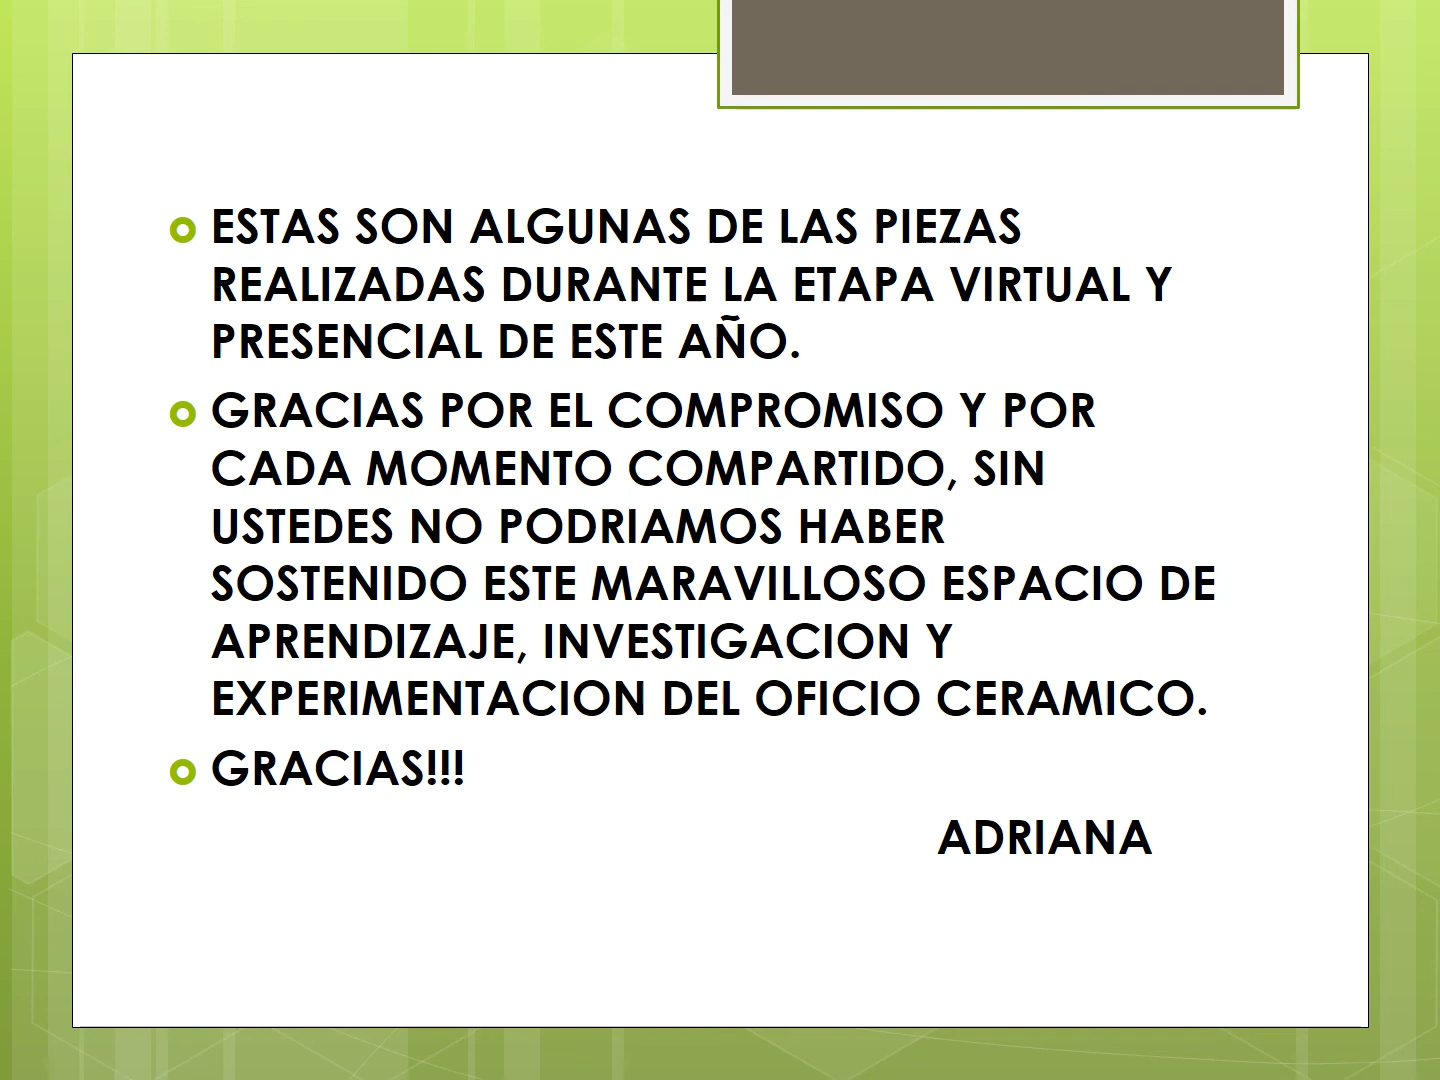 ESTAS SON ALGUNAS DE LAS PIEZAS
REALIZADAS DURANTE LA ETAPA VIRTUAL Y
PRESENCIAL DE ESTE AÑO.
GRACIAS POR EL COMPROMISO Y POR
CADA MOMENTO COMPARTIDO, SIN
USTEDES NO PODRIAMOS HABER
SOSTENIDO ESTE MARAVILLOSO ESPACIO DE
APRENDIZAJE, INVESTIGACION Y
EXPERIMENTACION DEL OFICIO CERAMICO.
GRACIAS!!!
ADRIANA